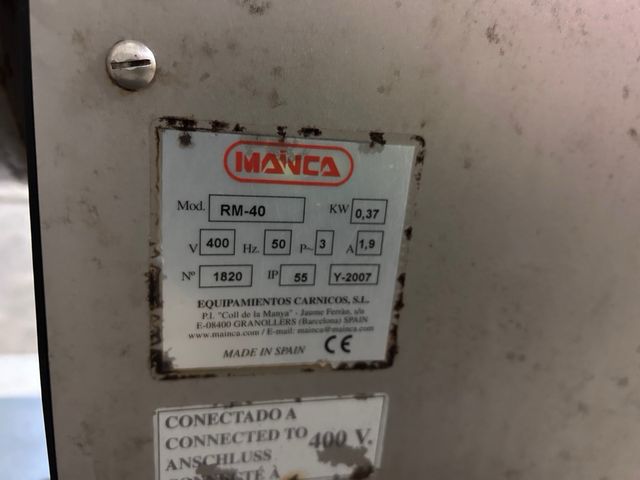 MAINCA
Mod. RM-40 KW 0,37
V 400 Hz. 50 P~ 3 A 1,9
Nº 1820 IP 55 Y-2007
EQUIPAMIENTOS CARNICOS, S.L.
P.I. "Coll de la Manya" - Jaume Ferràn, s/n
E-08400 GRANOLLERS (Barcelona) SPAIN
www.mainca.com / E-mail: mainca@mainca.com
MADE IN SPAIN CE
CONECTADO A
CONNECTED TO 400 V.
ANSCHLUSS
CONNECTÉ À